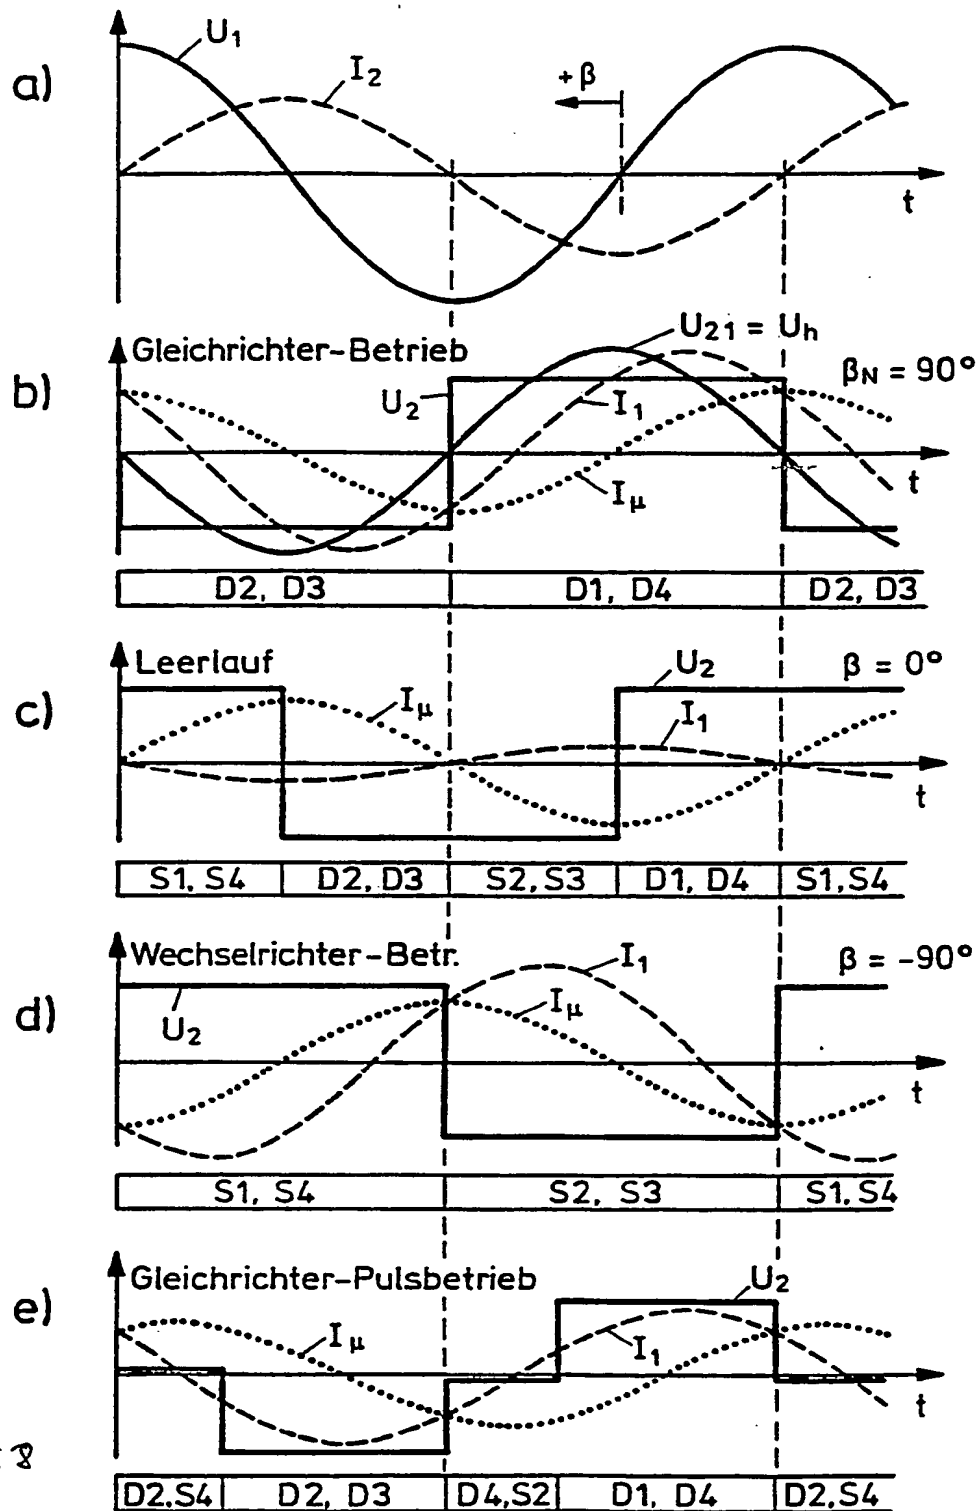 a)
U1
I2
+β
t
b)
Gleichrichter-Betrieb
U21 = Uh
βN = 90°
U2
I1
Iμ
t
D2, D3
D1, D4
D2, D3
c)
Leerlauf
Iμ
U2
I1
β = 0°
t
S1, S4
D2, D3
S2, S3
D1, D4
S1, S4
d)
Wechselrichter-Betr.
U2
I1
Iμ
β = -90°
t
S1, S4
S2, S3
S1, S4
e)
Gleichrichter-Pulsbetrieb
U2
Iμ
I1
t
8
D2, S4
D2, D3
D4, S2
D1, D4
D2, S4